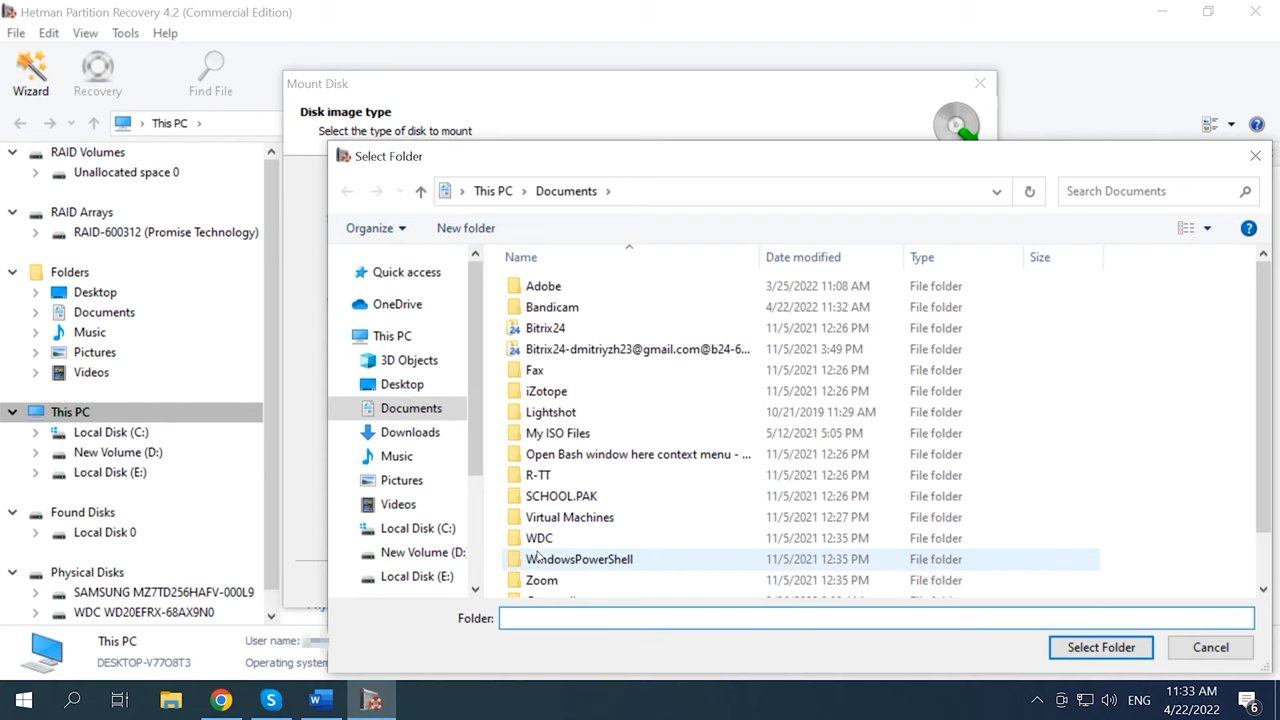 Hetman Partition Recovery 4.2 (Commercial Edition)
File Edit View Tools Help
Wizard
Recovery
Find File
This PC
RAID Volumes
Unallocated space 0
RAID Arrays
RAID-600312 (Promise Technology)
Folders
Desktop
Documents
Music
Pictures
Videos
This PC
Local Disk (C:)
New Volume (D:)
Local Disk (E:)
Found Disks
Local Disk 0
Physical Disks
SAMSUNG MZ7TD256HAFV-000L9
WDC WD20EFRX-68AX9N0
This PC
DESKTOP-V77O8T3
User name:
Operating system
Mount Disk
Disk image type
Select the type of disk to mount
Select Folder
This PC > Documents >
Search Documents
Organize
New folder
Quick access
OneDrive
This PC
3D Objects
Desktop
Documents
Downloads
Music
Pictures
Videos
Local Disk (C:)
New Volume (D:
Local Disk (E:)
Name Date modified Type Size
Adobe 3/25/2022 11:08 AM File folder
Bandicam 4/22/2022 11:32 AM File folder
24 Bitrix24 11/5/2021 12:26 PM File folder
24 Bitrix24-dmitriyzh23@gmail.com@b24-6... 11/5/2021 3:49 PM File folder
Fax 11/5/2021 12:26 PM File folder
iZotope 11/5/2021 12:26 PM File folder
Lightshot 10/21/2019 11:29 AM File folder
My ISO Files 5/12/2021 5:05 PM File folder
Open Bash window here context menu - ... 11/5/2021 12:26 PM File folder
R-TT 11/5/2021 12:26 PM File folder
SCHOOL.PAK 11/5/2021 12:26 PM File folder
Virtual Machines 11/5/2021 12:27 PM File folder
WDC 11/5/2021 12:35 PM File folder
WindowsPowerShell 11/5/2021 12:35 PM File folder
Zoom 11/5/2021 12:35 PM File folder
Folder:
Select Folder
Cancel
ENG
11:33 AM
4/22/2022
6